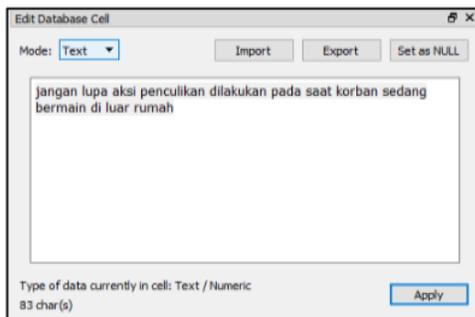 Edit Database Cell
Mode: Text Import Export Set as NULL
jangan lupa aksi penculikan dilakukan pada saat korban sedang
bermain di luar rumah
Type of data currently in cell: Text / Numeric
83 char(s)
Apply